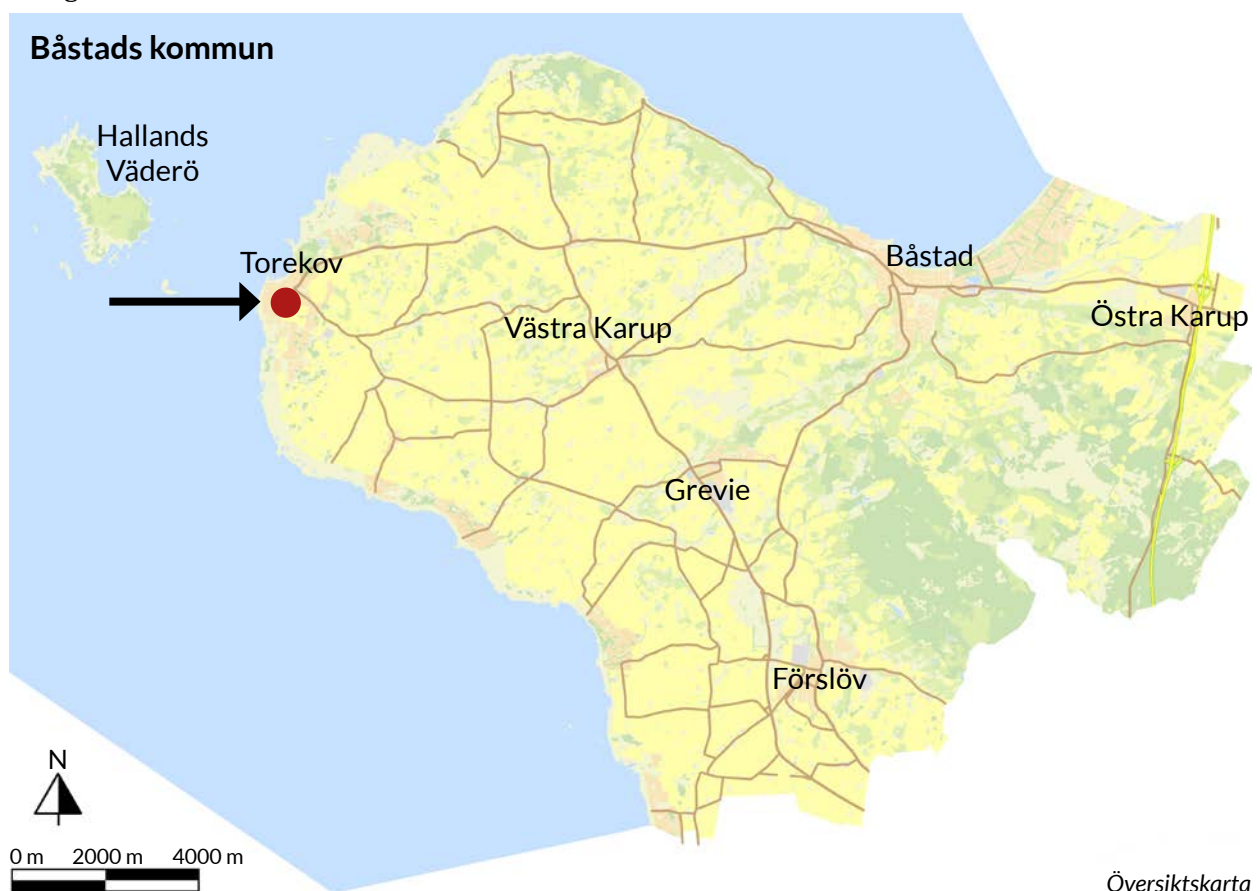 Båstads kommun
Hallands
Väderö
Torekov
Båstad
Östra Karup
Västra Karup
Grevie
Förslöv
N
0 m 2000 m 4000 m
Översiktskarta